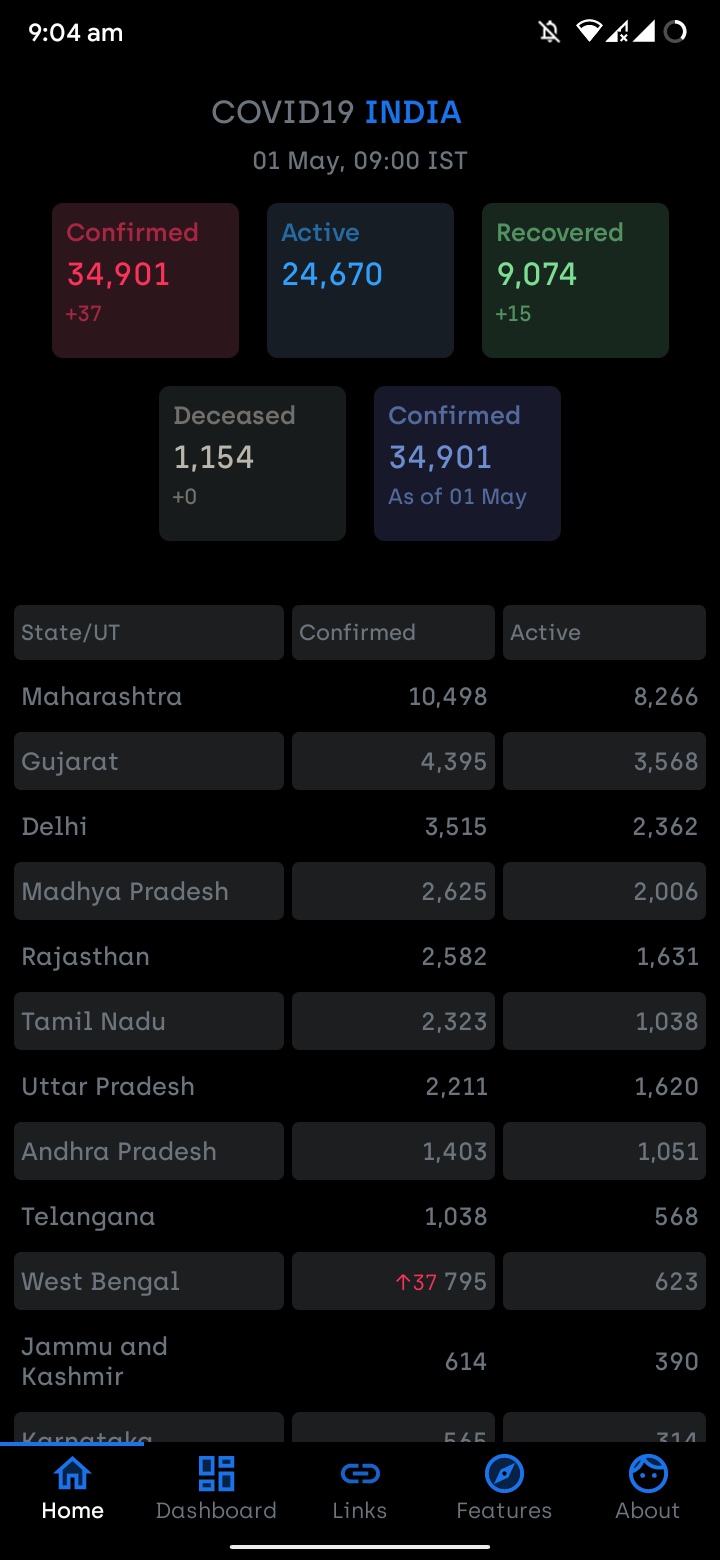 9:04 am
COVID19 INDIA
01 May, 09:00 IST
Confirmed Active Recovered
34,901 24,670 9,074
+37 +15
Deceased Confirmed
1,154 34,901
+0 As of 01 May
State/UT Confirmed Active
Maharashtra 10,498 8,266
Gujarat 4,395 3,568
Delhi 3,515 2,362
Madhya Pradesh 2,625 2,006
Rajasthan 2,582 1,631
Tamil Nadu 2,323 1,038
Uttar Pradesh 2,211 1,620
Andhra Pradesh 1,403 1,051
Telangana 1,038 568
West Bengal ↑37 795 623
Jammu and
Kashmir 614 390
Karnataka 565 314
Home Dashboard Links Features About